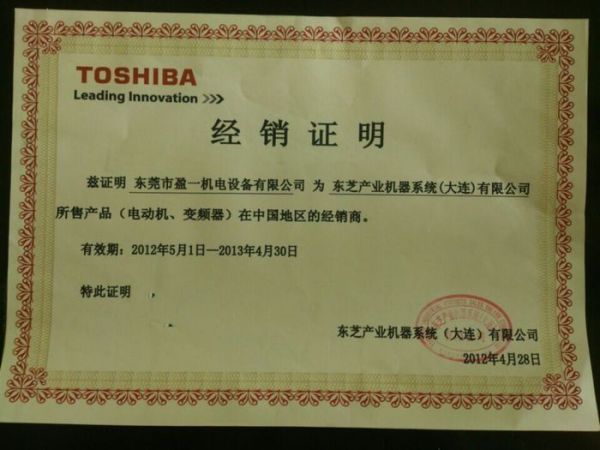 TOSHIBA
Leading Innovation >>>
经销证明
兹证明 东莞市盈一机电设备有限公司 为 东芝产业机器系统(大连)有限公司
所售产品（电动机、变频器）在中国地区的经销商。
有效期：2012年5月1日—2013年4月30日
特此证明
东芝产业机器系统（大连）有限公司
2012年4月28日